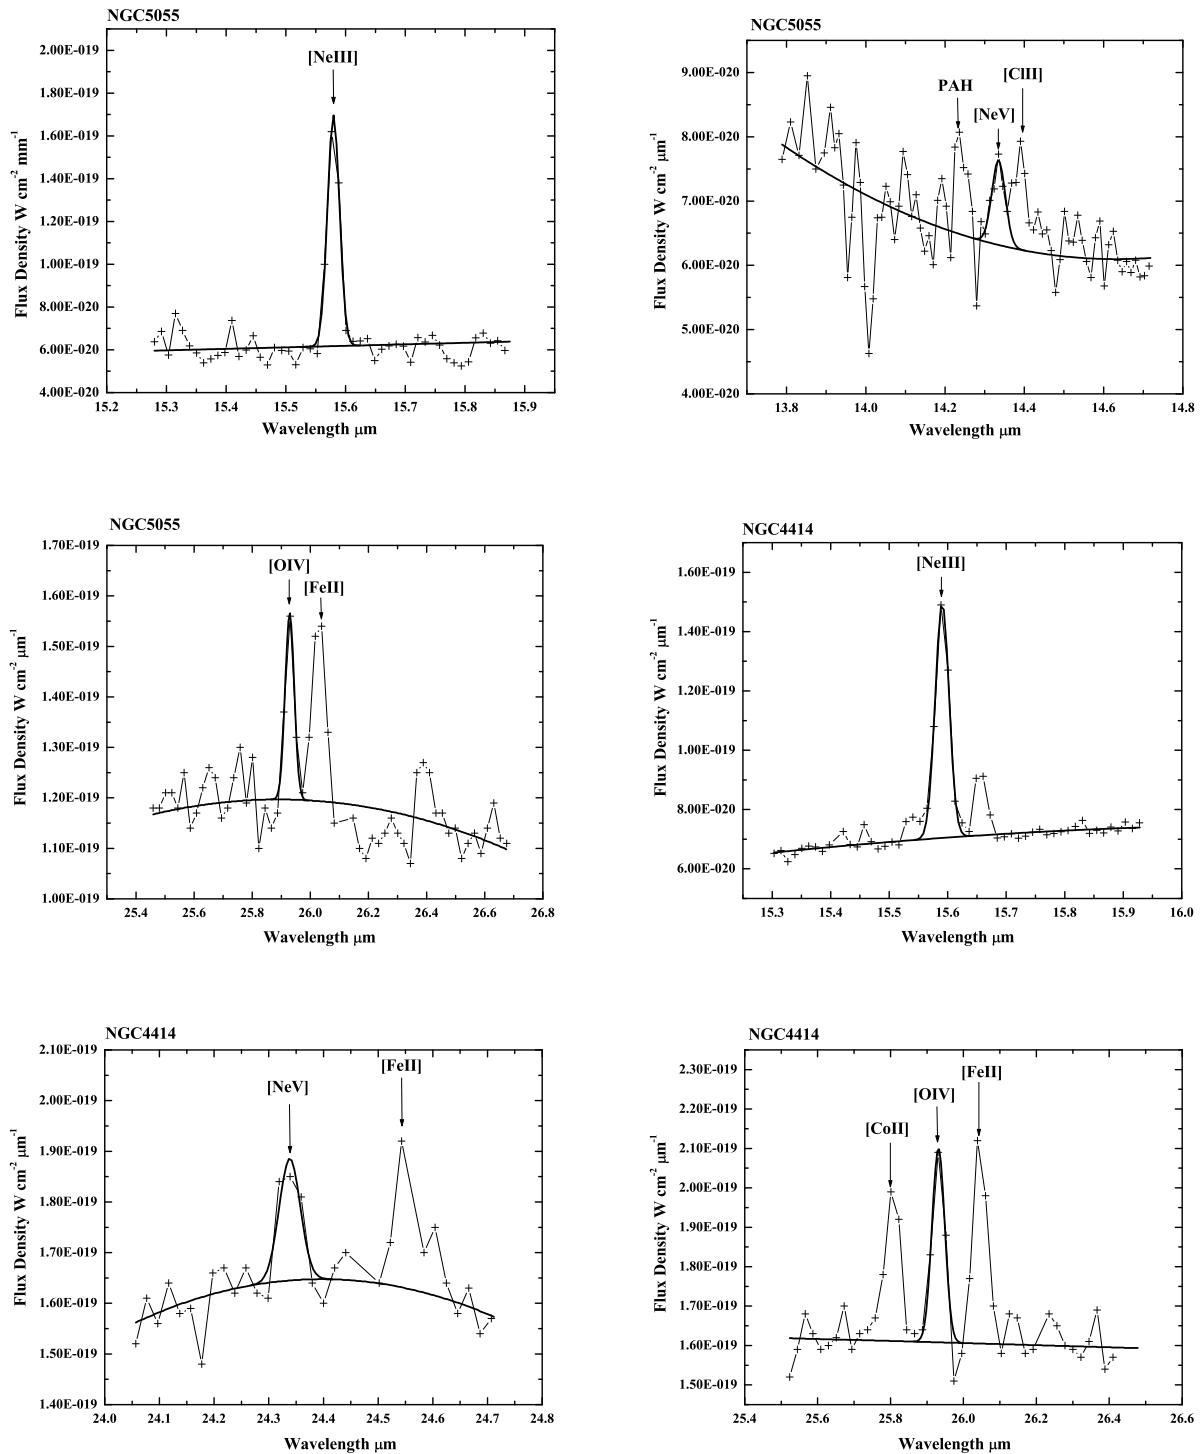 NGC5055
[NeIII]
2.00E-019
1.80E-019
1.60E-019
1.40E-019
1.20E-019
1.00E-019
8.00E-020
6.00E-020
4.00E-020
Flux Density W cm-2 mm-1
15.2 15.3 15.4 15.5 15.6 15.7 15.8 15.9
Wavelength μm
NGC5055
PAH
[NeV]
[ClII]
9.00E-020
8.00E-020
7.00E-020
6.00E-020
5.00E-020
4.00E-020
Flux Density W cm-2 μm-1
13.8 14.0 14.2 14.4 14.6 14.8
Wavelength μm
NGC5055
[OIV]
[FeII]
1.70E-019
1.60E-019
1.50E-019
1.40E-019
1.30E-019
1.20E-019
1.10E-019
1.00E-019
Flux Density W cm-2 μm-1
25.4 25.6 25.8 26.0 26.2 26.4 26.6 26.8
Wavelength μm
NGC4414
[NeIII]
1.60E-019
1.40E-019
1.20E-019
1.00E-019
8.00E-020
6.00E-020
Flux Density W cm-2 μm-1
15.3 15.4 15.5 15.6 15.7 15.8 15.9 16.0
Wavelength μm
NGC4414
[NeV]
[FeII]
2.10E-019
2.00E-019
1.90E-019
1.80E-019
1.70E-019
1.60E-019
1.50E-019
1.40E-019
Flux Density W cm-2 μm-1
24.0 24.1 24.2 24.3 24.4 24.5 24.6 24.7 24.8
Wavelength μm
NGC4414
[CoII]
[OIV]
[FeII]
2.30E-019
2.20E-019
2.10E-019
2.00E-019
1.90E-019
1.80E-019
1.70E-019
1.60E-019
1.50E-019
Flux Density W cm-2 μm-1
25.4 25.6 25.8 26.0 26.2 26.4 26.6
Wavelength μm